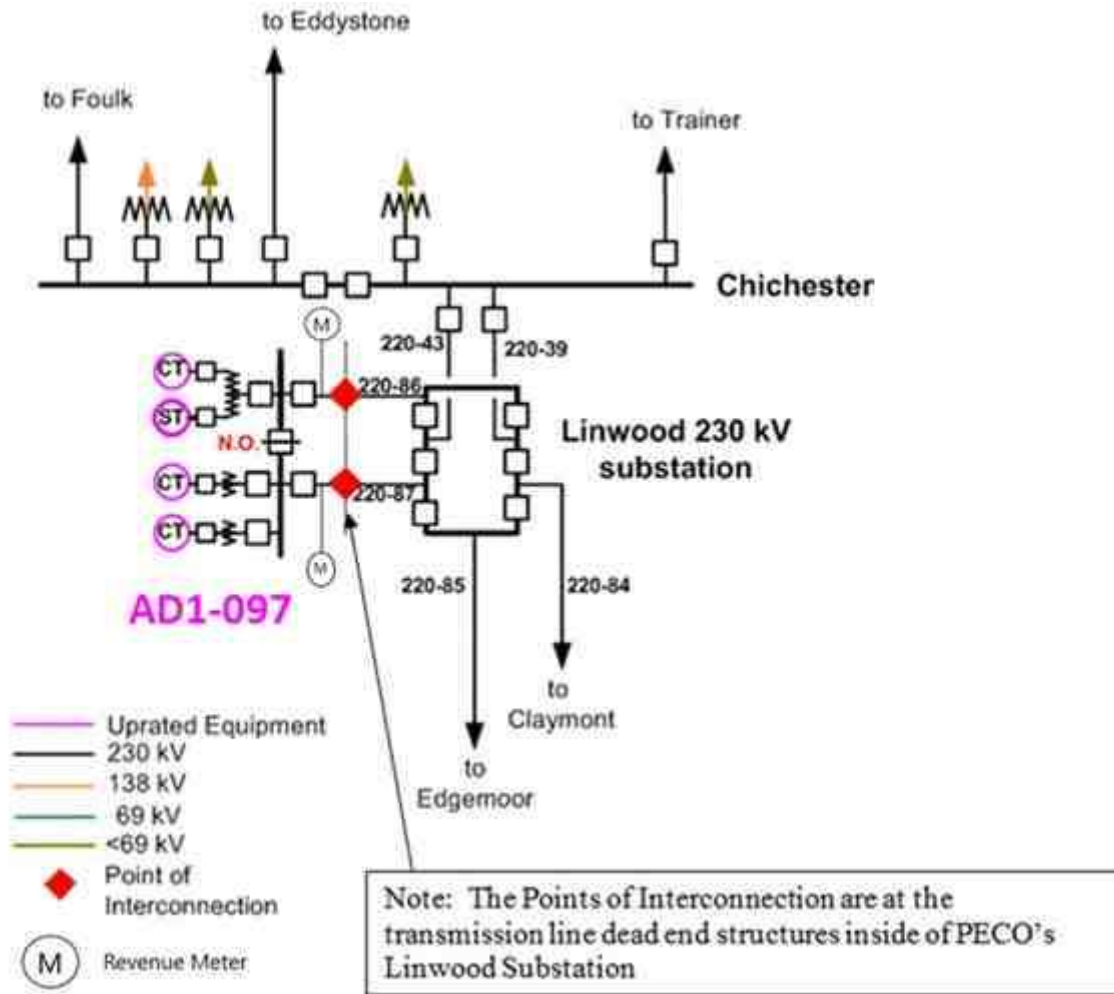 to Eddystone
to Foulk
to Trainer
Chichester
M
220-43
220-39
CT
220-86
ST
N.O.
Linwood 230 kV
substation
CT
220-87
CT
M
220-85
220-84
AD1-097
to
Claymont
to
Edgemoor
Uprated Equipment
230 kV
138 kV
69 kV
<69 kV
Point of
Interconnection
M
Revenue Meter
Note: The Points of Interconnection are at the
transmission line dead end structures inside of PECO's
Linwood Substation